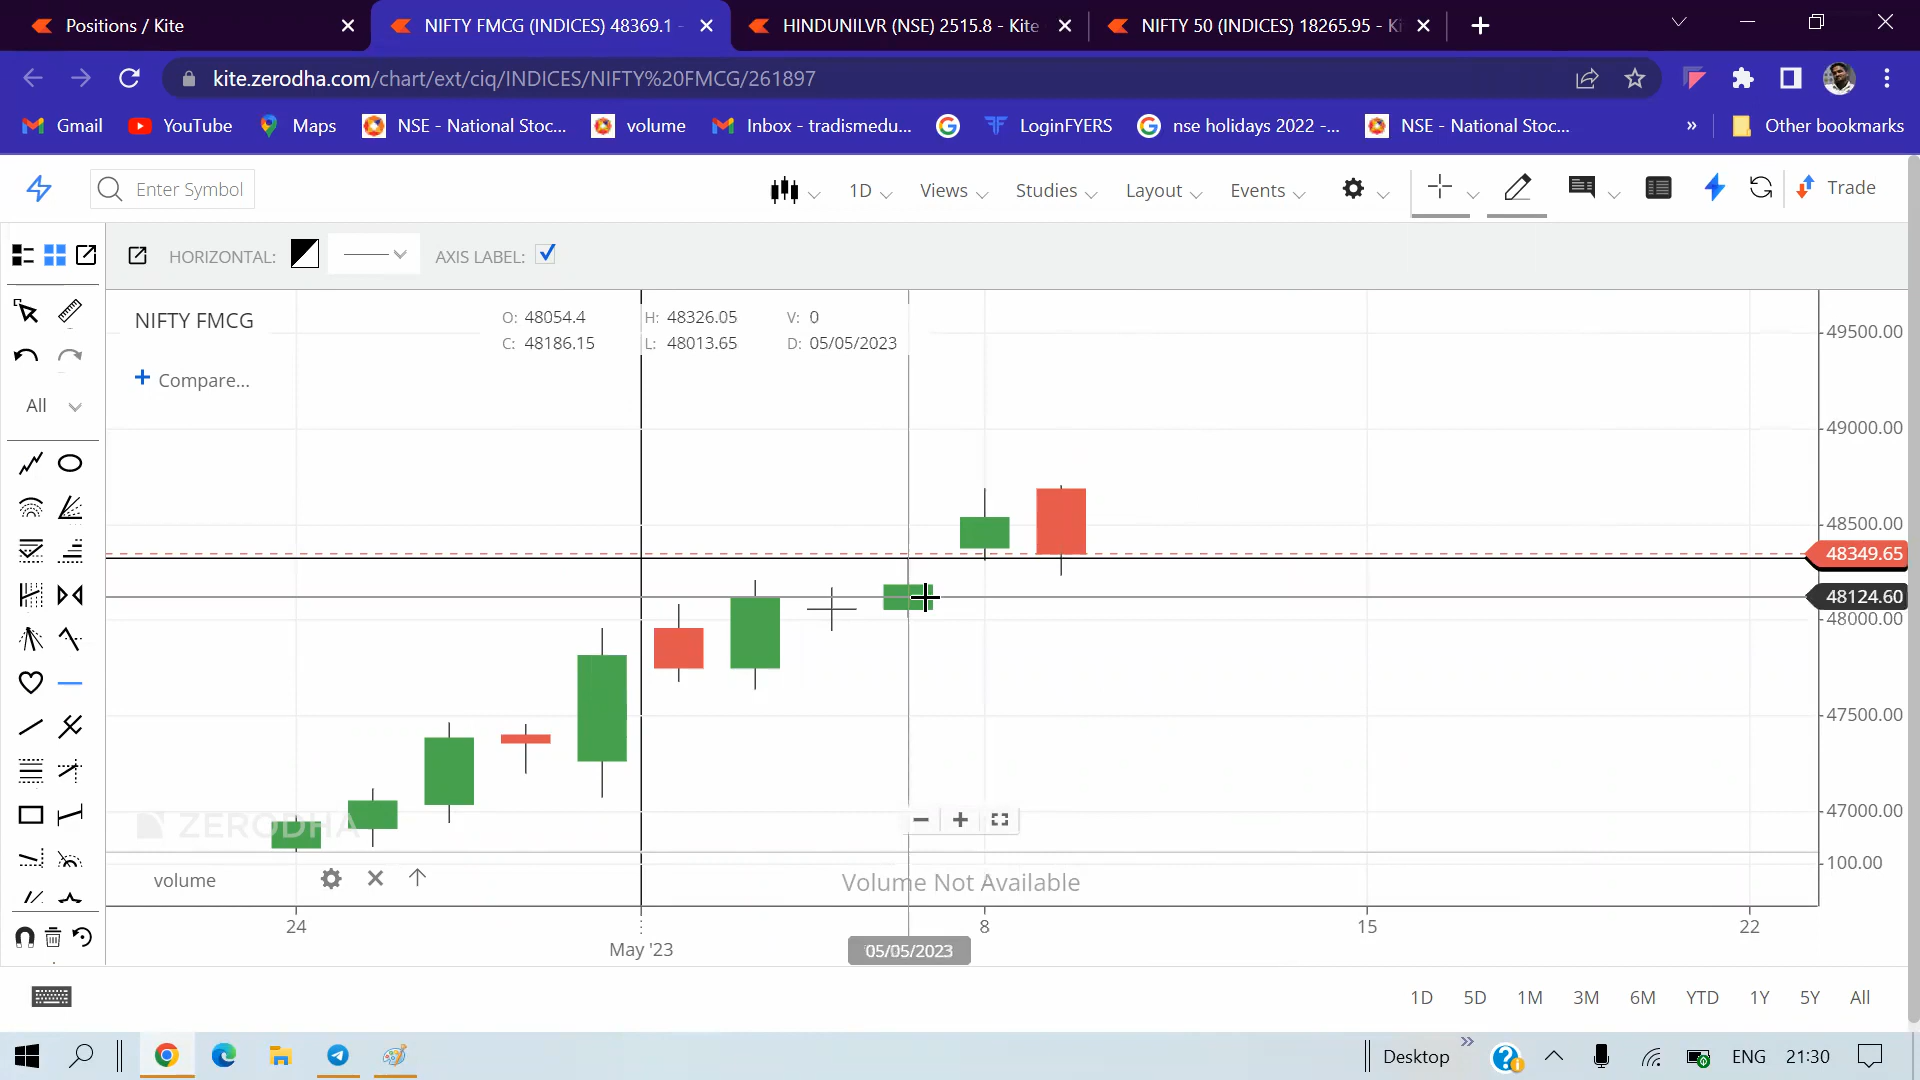 Positions / Kite
NIFTY FMCG (INDICES) 48369.1 -
HINDUNILVR (NSE) 2515.8 - Kite
NIFTY 50 (INDICES) 18265.95 - Ki
kite.zerodha.com/chart/ext/ciq/INDICES/NIFTY%20FMCG/261897
Gmail
YouTube
Maps
NSE - National Stoc...
volume
Inbox - tradismedu...
LoginFYERS
nse holidays 2022 -...
NSE - National Stoc...
»
Other bookmarks
Enter Symbol
1D
Views
Studies
Layout
Events
Trade
HORIZONTAL:
AXIS LABEL:
NIFTY FMCG
O: 48054.4 H: 48326.05 V: 0
C: 48186.15 L: 48013.65 D: 05/05/2023
+ Compare...
All
49500.00
49000.00
48500.00
48349.65
48124.60
48000.00
47500.00
47000.00
100.00
ZERODHA
volume
Volume Not Available
24
8
15
22
May '23
05/05/2023
1D 5D 1M 3M 6M YTD 1Y 5Y All
Desktop
»
ENG
21:30